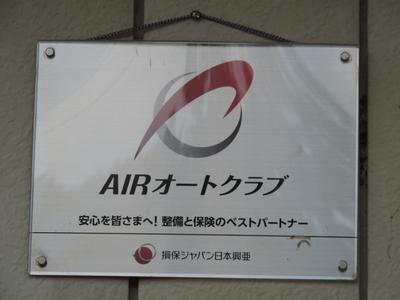 AIRオートクラブ
安心を皆さまへ！整備と保険のベストパートナー
損保ジャパン日本興亜